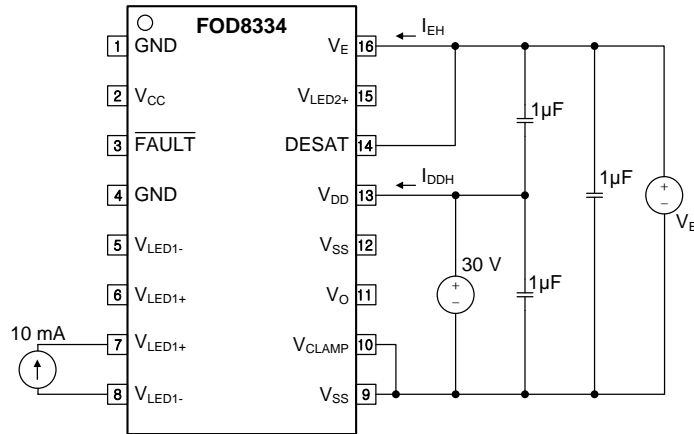 FOD8334
1 GND
2 VCC
3 FAULT
4 GND
5 VLED1-
6 VLED1+
7 VLED1+
8 VLED1-
10 mA
VE 16
VLED2+ 15
DESAT 14
VDD 13
VSS 12
VO 11
VCLAMP 10
VSS 9
IEH
IDDH
1µF
1µF
1µF
30 V
+
−
+
−